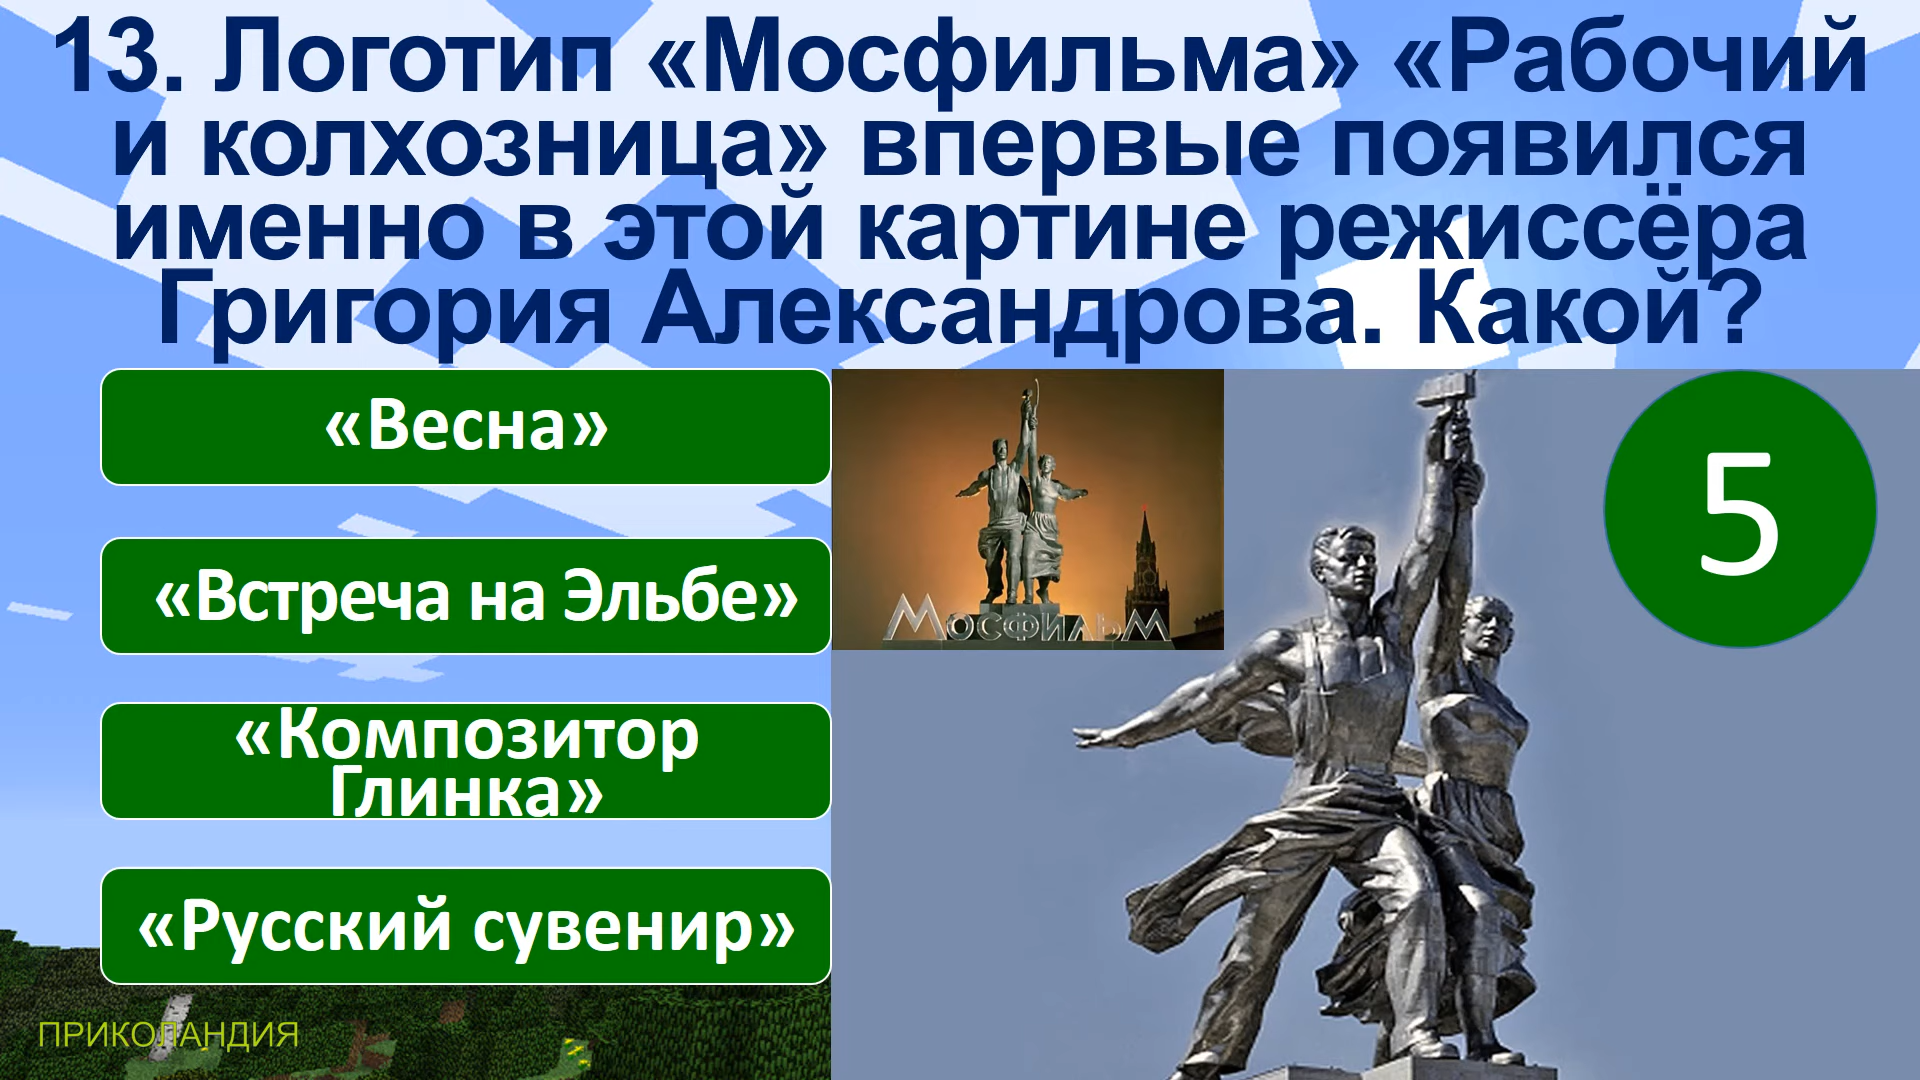 13. Логотип «Мосфильма» «Рабочий
и колхозница» впервые появился
именно в этой картине режиссёра
Григория Александрова. Какой?
«Весна»
«Встреча на Эльбе»
«Композитор
Глинка»
«Русский сувенир»
МОСФИЛЬМ
5
ПРИКОЛАНДИЯ